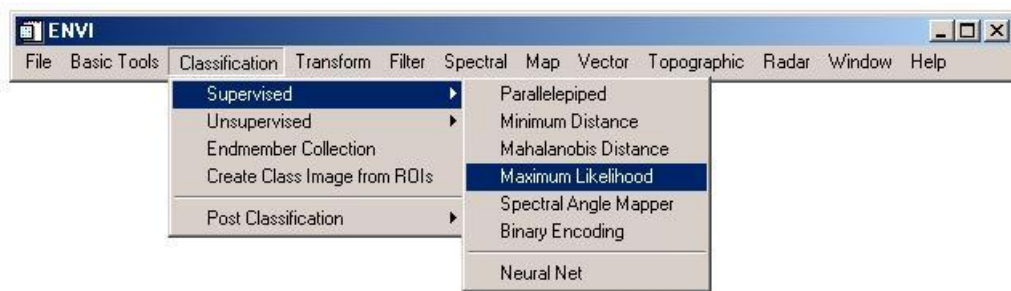 ENVI
File Basic Tools Classification Transform Filter Spectral Map Vector Topographic Radar Window Help
Supervised
Unsupervised
Endmember Collection
Create Class Image from ROIs
Post Classification
Parallelepiped
Minimum Distance
Mahalanobis Distance
Maximum Likelihood
Spectral Angle Mapper
Binary Encoding
Neural Net